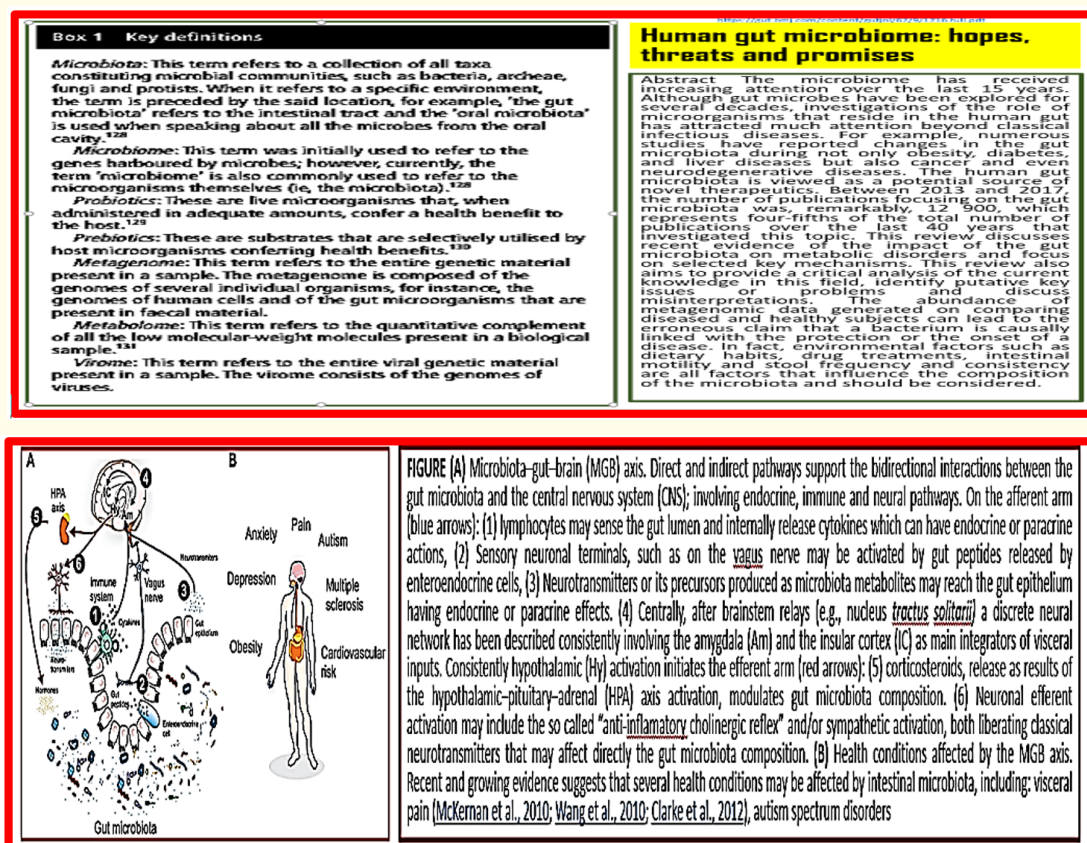 Box 1 Key definitions
Microbiota: This term refers to a collection of all taxa
constituting microbial communities, such as bacteria, archeae,
fungi and protists. When it refers to a specific environment,
the term is preceded by the said location, for example, 'the gut
microbiota' refers to the intestinal tract and the 'oral microbiota'
is used when speaking about all the microbes from the oral
cavity.128
Microbiome: This term was initially used to refer to the
genes harboured by microbes; however, currently, the
term 'microbiome' is also commonly used to refer to the
microorganisms themselves (ie, the microbiota).128
Probiotics: These are live microorganisms that, when
administered in adequate amounts, confer a health benefit to
the host.129
Prebiotics: These are substrates that are selectively utilised by
host microorganisms conferring health benefits.130
Metagenome: This term refers to the entire genetic material
present in a sample. The metagenome is composed of the
genomes of several individual organisms, for instance, the
genomes of human cells and of the gut microorganisms that are
present in faecal material.
Metabolome: This term refers to the quantitative complement
of all the low molecular-weight molecules present in a biological
sample.131
Virome: This term refers to the entire viral genetic material
present in a sample. The virome consists of the genomes of
viruses.
Human gut microbiome: hopes,
threats and promises
Abstract The microbiome has received
increasing attention over the last 15 years.
Although gut microbes have been explored for
several decades, investigations of the role of
microorganisms that reside in the human gut
has attracted much attention beyond classical
infectious diseases. For example, numerous
studies have reported changes in the gut
microbiota during not only obesity, diabetes,
and liver diseases but also cancer and even
neurodegenerative diseases. The human gut
microbiota is viewed as a potential source of
novel therapeutics. Between 2013 and 2017,
the number of publications focusing on the gut
microbiota was, remarkably, 12 900, which
represents four-fifths of the total number of
publications over the last 40 years that
investigated this topic. This review discusses
recent evidence of the impact of the gut
microbiota on metabolic disorders and focus
on selected key mechanisms. This review also
aims to provide a critical analysis of the current
knowledge in this field, identify putative key
issues or problems and discuss
misinterpretations. The abundance of
metagenomic data generated on comparing
diseased and healthy subjects can lead to the
erroneous claim that a bacterium is causally
linked with the protection or the onset of a
disease. In fact, environmental factors such as
dietary habits, drug treatments, intestinal
motility and stool frequency and consistency
are all factors that influence the composition
of the microbiota and should be considered.
A
HPA
axis
IC
Hy
Am
4
5
6
3
1
2
Immune
system
Vagus
nerve
Cytokines
Gut
epithelium
Hormones
Gut
peptides
Gut microbiota
B
Pain
Anxiety
Autism
Depression
Multiple
sclerosis
Obesity
Cardiovascular
risk
FIGURE (A) Microbiota–gut–brain (MGB) axis. Direct and indirect pathways support the bidirectional interactions between the
gut microbiota and the central nervous system (CNS); involving endocrine, immune and neural pathways. On the afferent arm
(blue arrows): (1) lymphocytes may sense the gut lumen and internally release cytokines which can have endocrine or paracrine
actions, (2) Sensory neuronal terminals, such as on the vagus nerve may be activated by gut peptides released by
enteroendocrine cells, (3) Neurotransmitters or its precursors produced as microbiota metabolites may reach the gut epithelium
having endocrine or paracrine effects. (4) Centrally, after brainstem relays (e.g., nucleus tractus solitarii) a discrete neural
network has been described consistently involving the amygdala (Am) and the insular cortex (IC) as main integrators of visceral
inputs. Consistently hypothalamic (Hy) activation initiates the efferent arm (red arrows): (5) corticosteroids, release as results of
the hypothalamic–pituitary–adrenal (HPA) axis activation, modulates gut microbiota composition. (6) Neuronal efferent
activation may include the so called "anti-inflamatory cholinergic reflex" and/or sympathetic activation, both liberating classical
neurotransmitters that may affect directly the gut microbiota composition. (B) Health conditions affected by the MGB axis.
Recent and growing evidence suggests that several health conditions may be affected by intestinal microbiota, including: visceral
pain (McKernan et al., 2010; Wang et al., 2010; Clarke et al., 2012), autism spectrum disorders